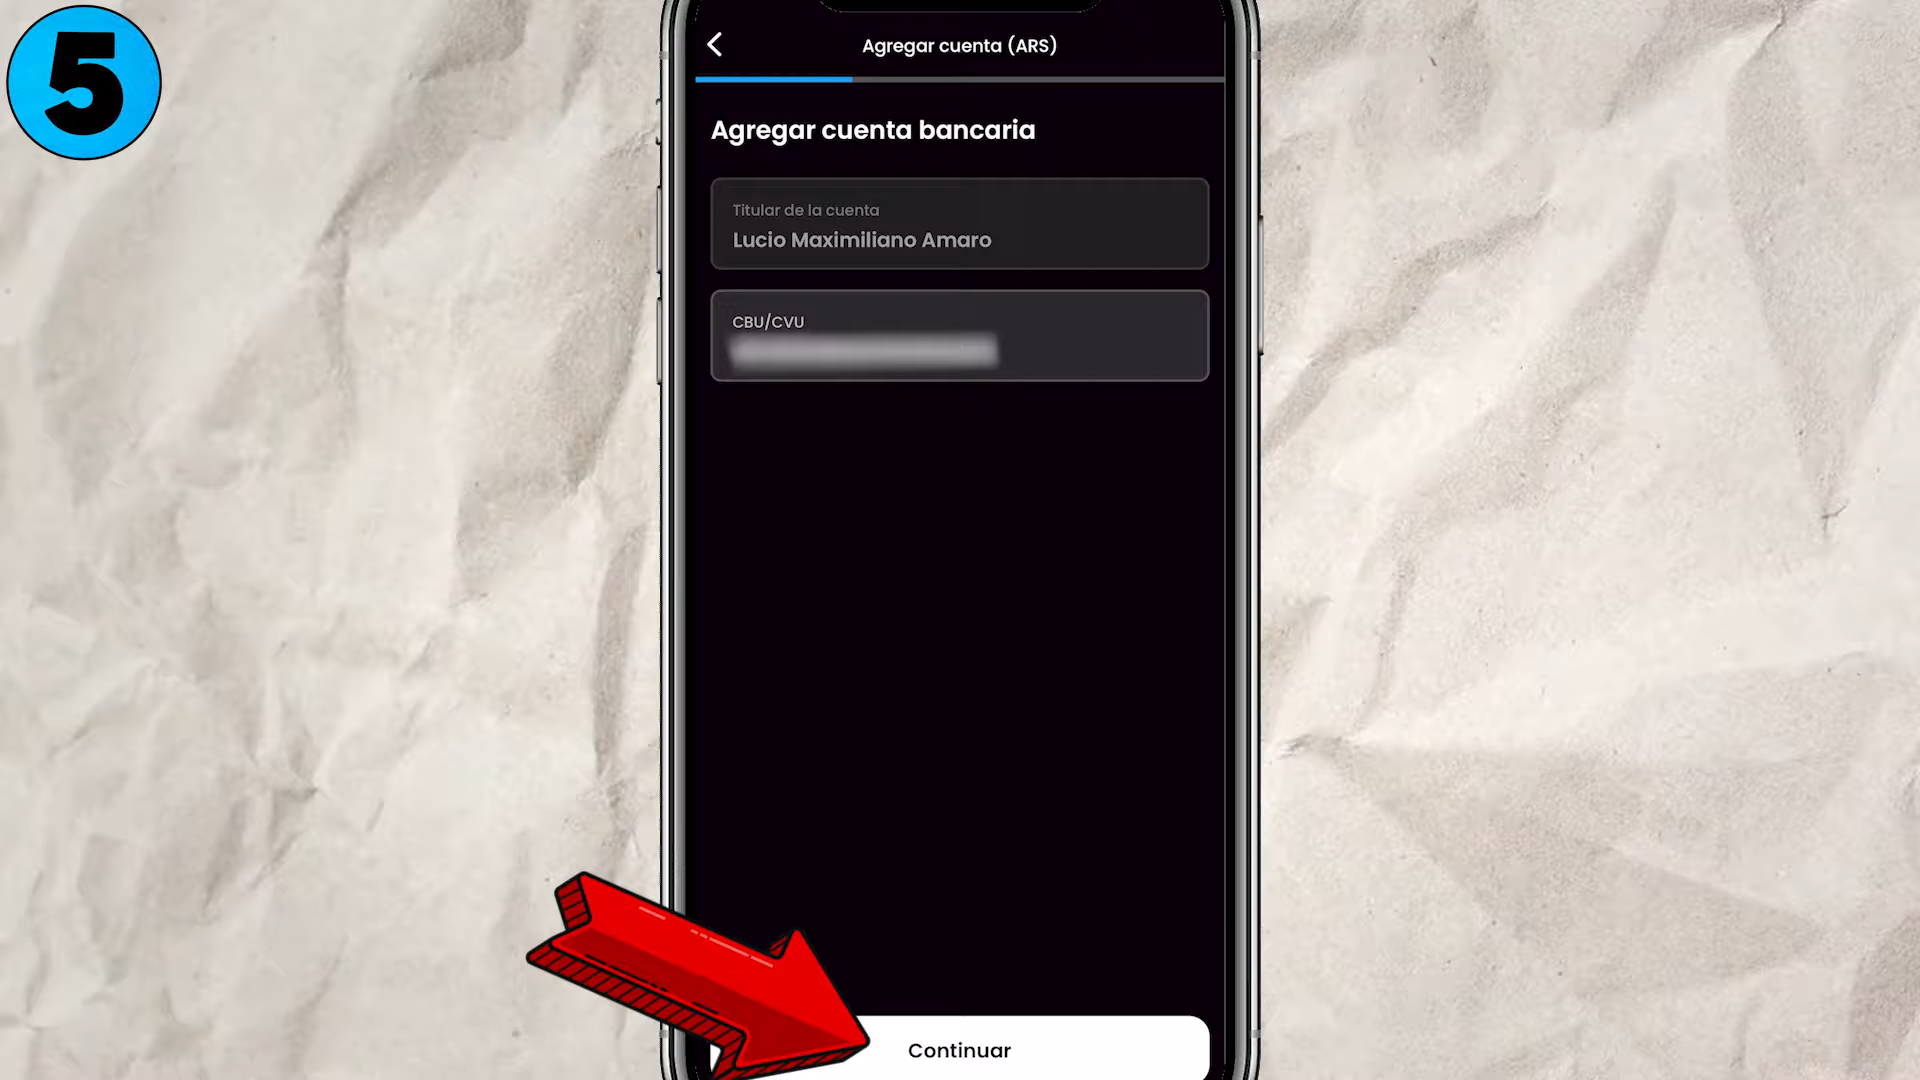 5
Agregar cuenta (ARS)
Agregar cuenta bancaria
Titular de la cuenta
Lucio Maximiliano Amaro
CBU/CVU
Continuar